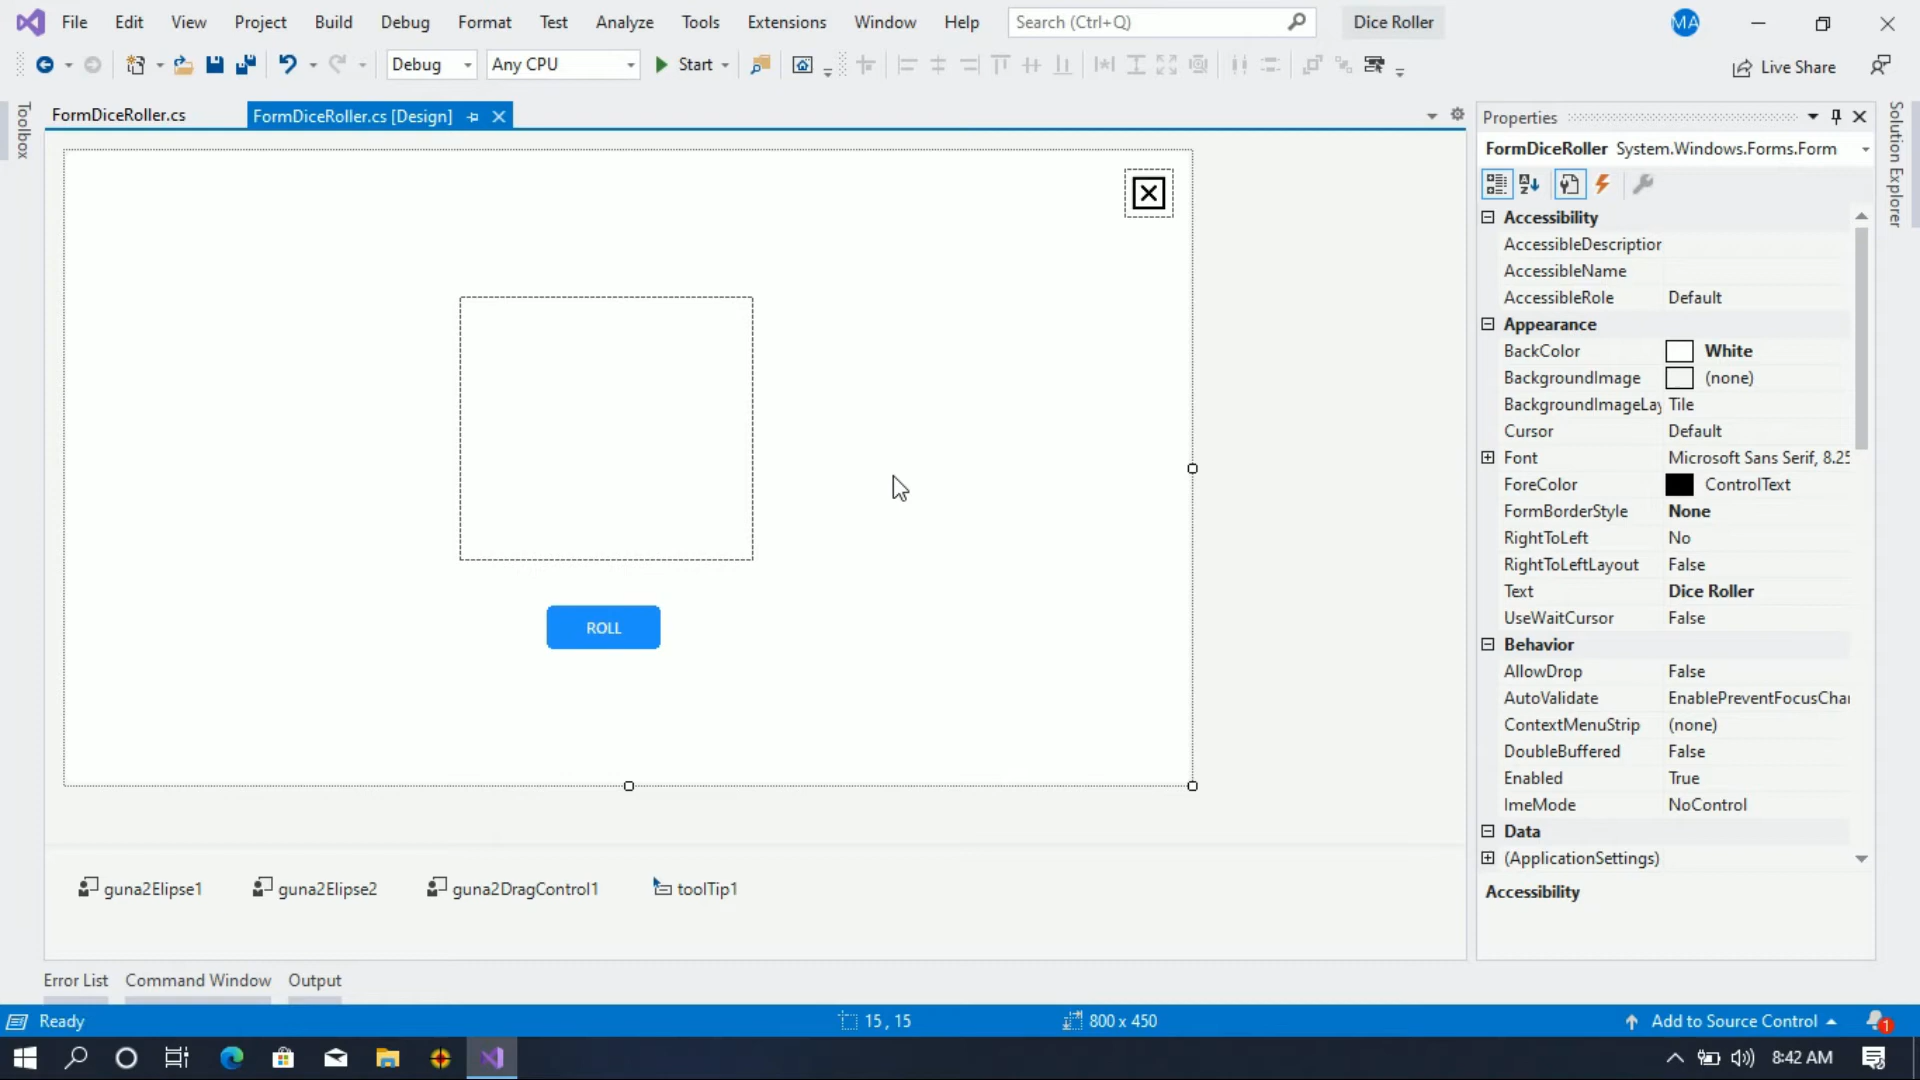 File Edit View Project Build Debug Format Test Analyze Tools Extensions Window Help Search (Ctrl+Q) Dice Roller MA
Debug Any CPU Start Live Share
Toolbox
FormDiceRoller.cs FormDiceRoller.cs [Design]
ROLL
guna2Elipse1 guna2Elipse2 guna2DragControl1 toolTip1
Properties
FormDiceRoller System.Windows.Forms.Form
Accessibility
AccessibleDescription
AccessibleName
AccessibleRole Default
Appearance
BackColor White
BackgroundImage (none)
BackgroundImageLay Tile
Cursor Default
Font Microsoft Sans Serif, 8.25
ForeColor ControlText
FormBorderStyle None
RightToLeft No
RightToLeftLayout False
Text Dice Roller
UseWaitCursor False
Behavior
AllowDrop False
AutoValidate EnablePreventFocusChan
ContextMenuStrip (none)
DoubleBuffered False
Enabled True
ImeMode NoControl
Data
(ApplicationSettings)
Accessibility
Solution Explorer
Error List Command Window Output
Ready 15 , 15 800 x 450 Add to Source Control 1
8:42 AM